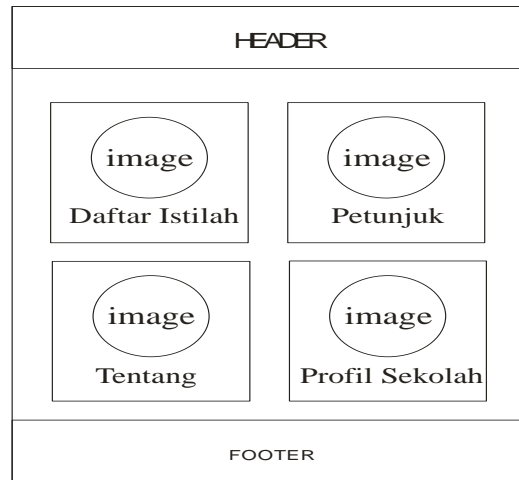 HEADER
image image
Daftar Istilah Petunjuk
image image
Tentang Profil Sekolah
FOOTER